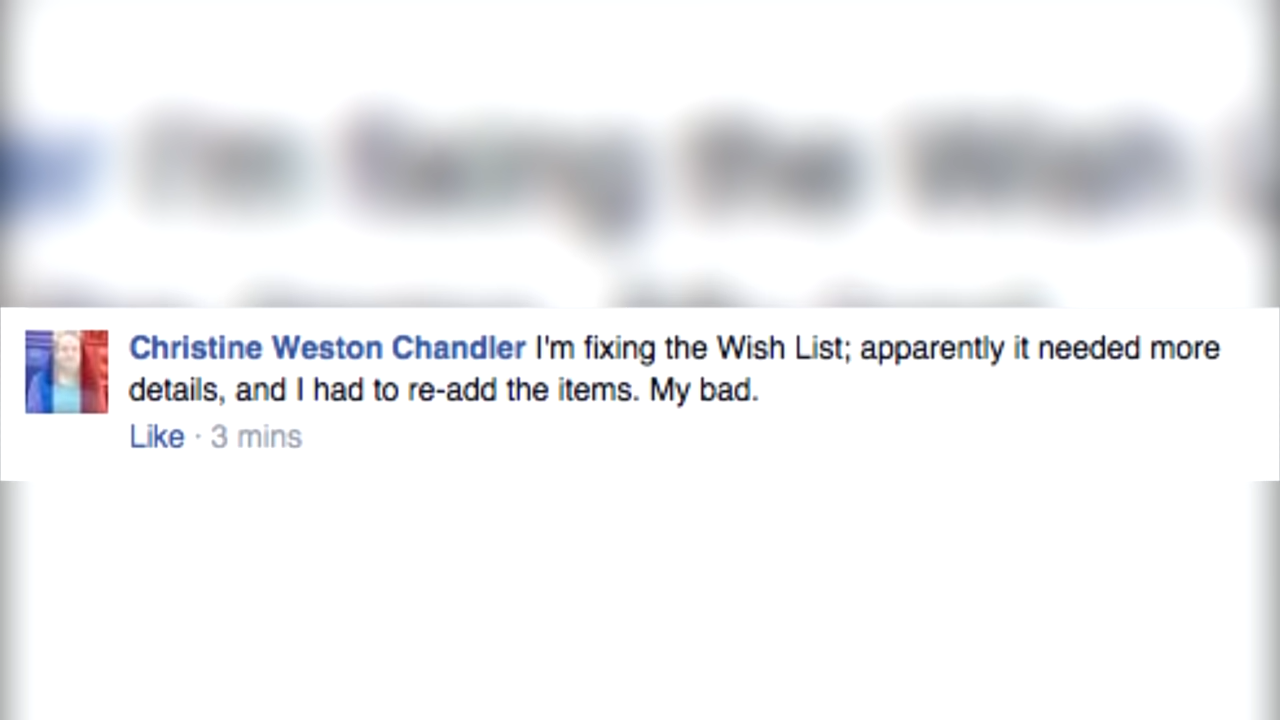 Christine Weston Chandler I'm fixing the Wish List; apparently it needed more
details, and I had to re-add the items. My bad.
Like · 3 mins